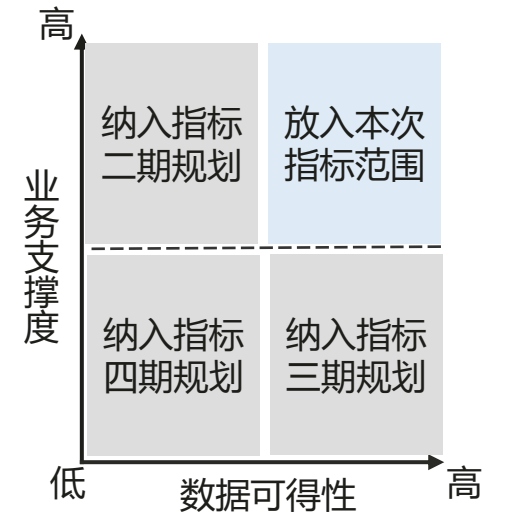 高
纳入指标
二期规划
放入本次
指标范围
业务支撑度
纳入指标
四期规划
纳入指标
三期规划
低
数据可得性
高